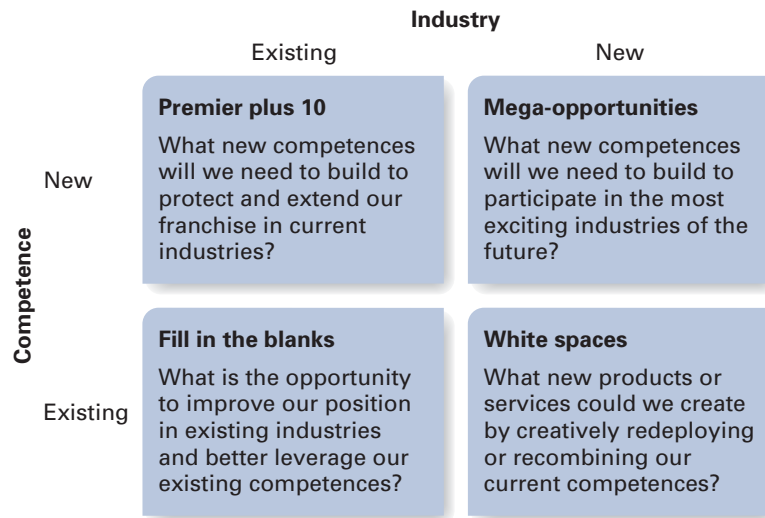 Industry
Existing
New
Competence
New
Premier plus 10
What new competences
will we need to build to
protect and extend our
franchise in current
industries?
Mega-opportunities
What new competences
will we need to build to
participate in the most
exciting industries of the
future?
Existing
Fill in the blanks
What is the opportunity
to improve our position
in existing industries
and better leverage our
existing competences?
White spaces
What new products or
services could we create
by creatively redeploying
or recombining our
current competences?